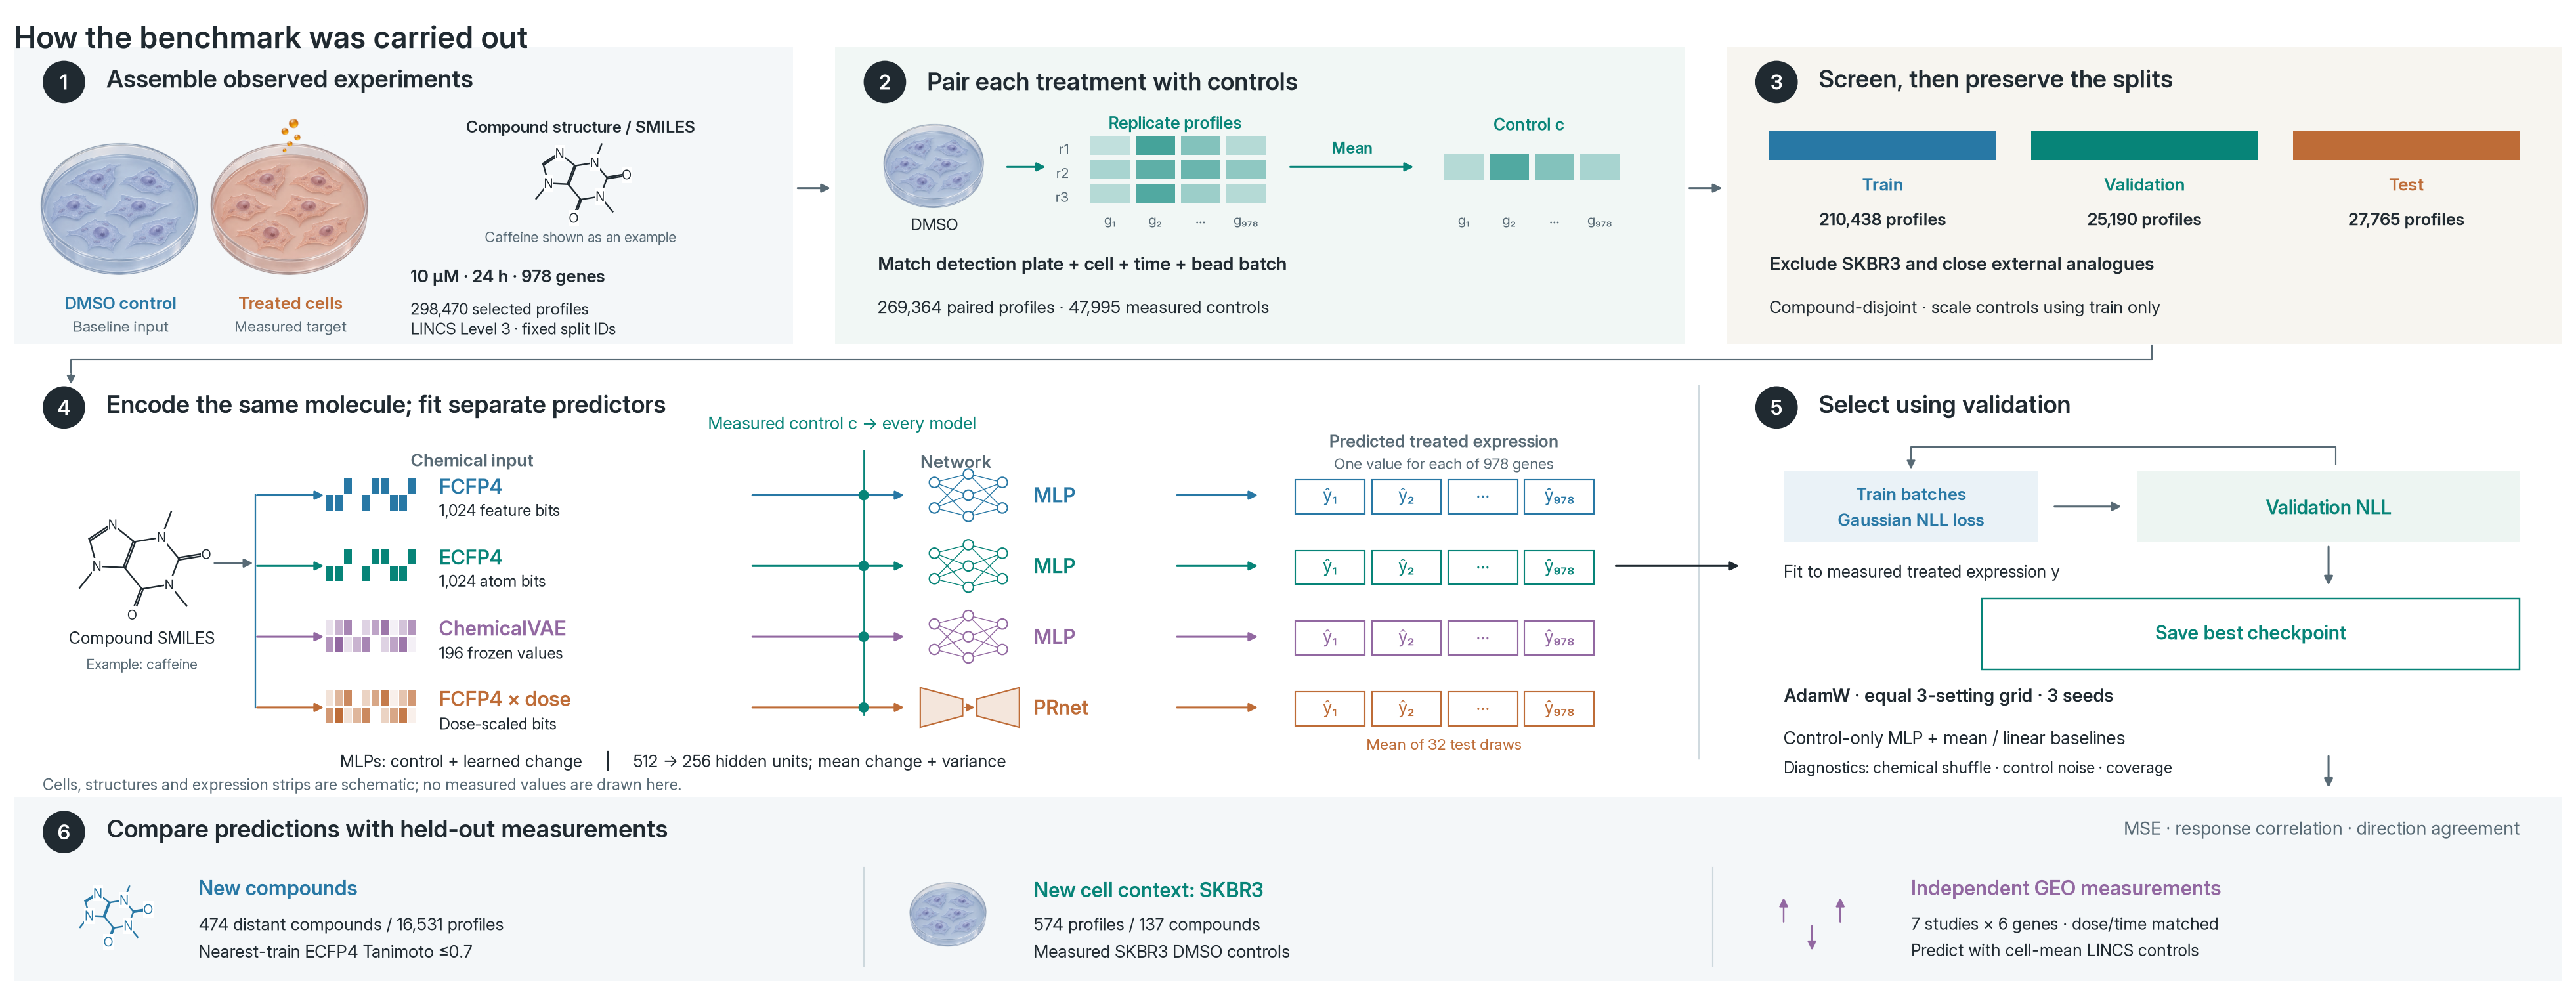 How the benchmark was carried out
1
Assemble observed experiments
Compound structure / SMILES
N
N
N
N
O
O
Caffeine shown as an example
10 µM · 24 h · 978 genes
298,470 selected profiles
LINCS Level 3 · fixed split IDs
DMSO control
Baseline input
Treated cells
Measured target
2
Pair each treatment with controls
DMSO
Replicate profiles
r1
r2
r3
g₁ g₂ ... g₉₇₈
Mean
Control c
g₁ g₂ ... g₉₇₈
Match detection plate + cell + time + bead batch
269,364 paired profiles · 47,995 measured controls
3
Screen, then preserve the splits
Train
210,438 profiles
Validation
25,190 profiles
Test
27,765 profiles
Exclude SKBR3 and close external analogues
Compound-disjoint · scale controls using train only
4
Encode the same molecule; fit separate predictors
Measured control c → every model
Chemical input
Network
Predicted treated expression
One value for each of 978 genes
N
N
N
N
O
O
Compound SMILES
Example: caffeine
FCFP4
1,024 feature bits
MLP
ŷ₁ ŷ₂ ... ŷ₉₇₈
ECFP4
1,024 atom bits
MLP
ŷ₁ ŷ₂ ... ŷ₉₇₈
ChemicalVAE
196 frozen values
MLP
ŷ₁ ŷ₂ ... ŷ₉₇₈
FCFP4 × dose
Dose-scaled bits
PRnet
ŷ₁ ŷ₂ ... ŷ₉₇₈
Mean of 32 test draws
MLPs: control + learned change | 512 → 256 hidden units; mean change + variance
Cells, structures and expression strips are schematic; no measured values are drawn here.
5
Select using validation
Train batches
Gaussian NLL loss
Validation NLL
Fit to measured treated expression y
Save best checkpoint
AdamW · equal 3-setting grid · 3 seeds
Control-only MLP + mean / linear baselines
Diagnostics: chemical shuffle · control noise · coverage
6
Compare predictions with held-out measurements
MSE · response correlation · direction agreement
N
N
N
N
O
O
New compounds
474 distant compounds / 16,531 profiles
Nearest-train ECFP4 Tanimoto ≤0.7
New cell context: SKBR3
574 profiles / 137 compounds
Measured SKBR3 DMSO controls
Independent GEO measurements
7 studies × 6 genes · dose/time matched
Predict with cell-mean LINCS controls